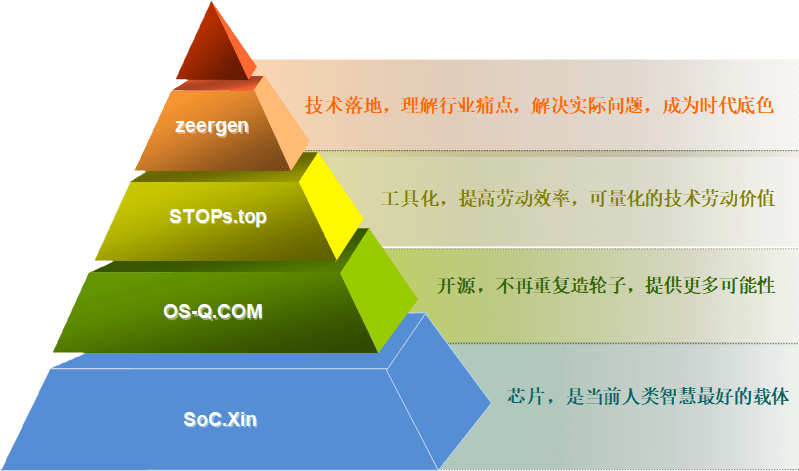 zeergen
技术落地，理解行业痛点，解决实际问题，成为时代底色
STOPs.top
工具化，提高劳动效率，可量化的技术劳动价值
OS-Q.COM
开源，不再重复造轮子，提供更多可能性
SoC.Xin
芯片，是当前人类智慧最好的载体